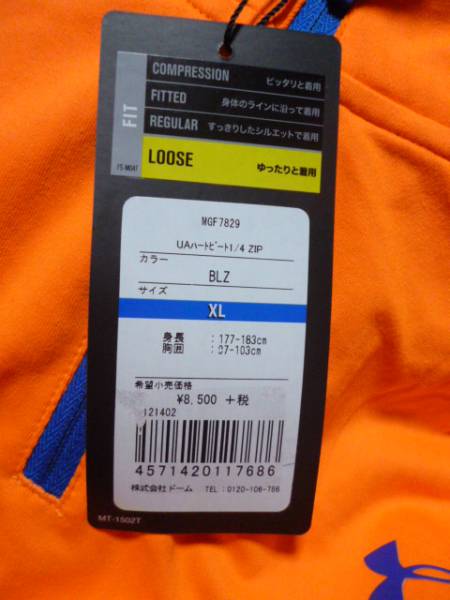 FIT
COMPRESSION ピッタリと着用
FITTED 身体のラインに沿って着用
REGULAR すっきりしたシルエットで着用
LOOSE ゆったりと着用
MGF7829
UAハートビート1/4 ZIP
カラー
BLZ
サイズ
XL
身長 :177-183cm
胸囲 :97-103cm
希望小売価格
¥8,500 +税
121402
4571420117686
株式会社ドーム TEL:0120-106-786
MT-1502T